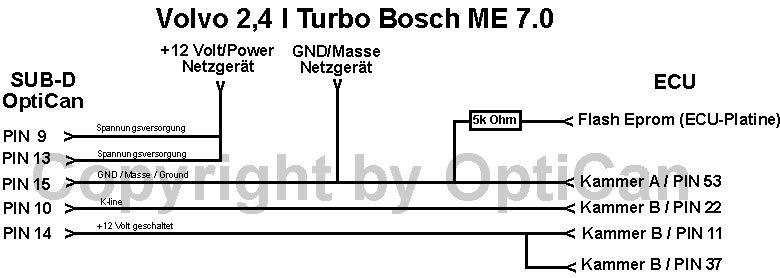 Volvo 2,4 l Turbo Bosch ME 7.0
+12 Volt/Power
Netzgerät
GND/Masse
Netzgerät
SUB-D
OptiCan
ECU
5k Ohm
Flash Eprom (ECU-Platine)
PIN 9
Spannungsversorgung
PIN 13
Spannungsversorgung
PIN 15
GND / Masse / Ground
Kammer A / PIN 53
PIN 10
K-line
Kammer B / PIN 22
PIN 14
+12 Volt geschaltet
Kammer B / PIN 11
Kammer B / PIN 37
Copyright by OptiCan